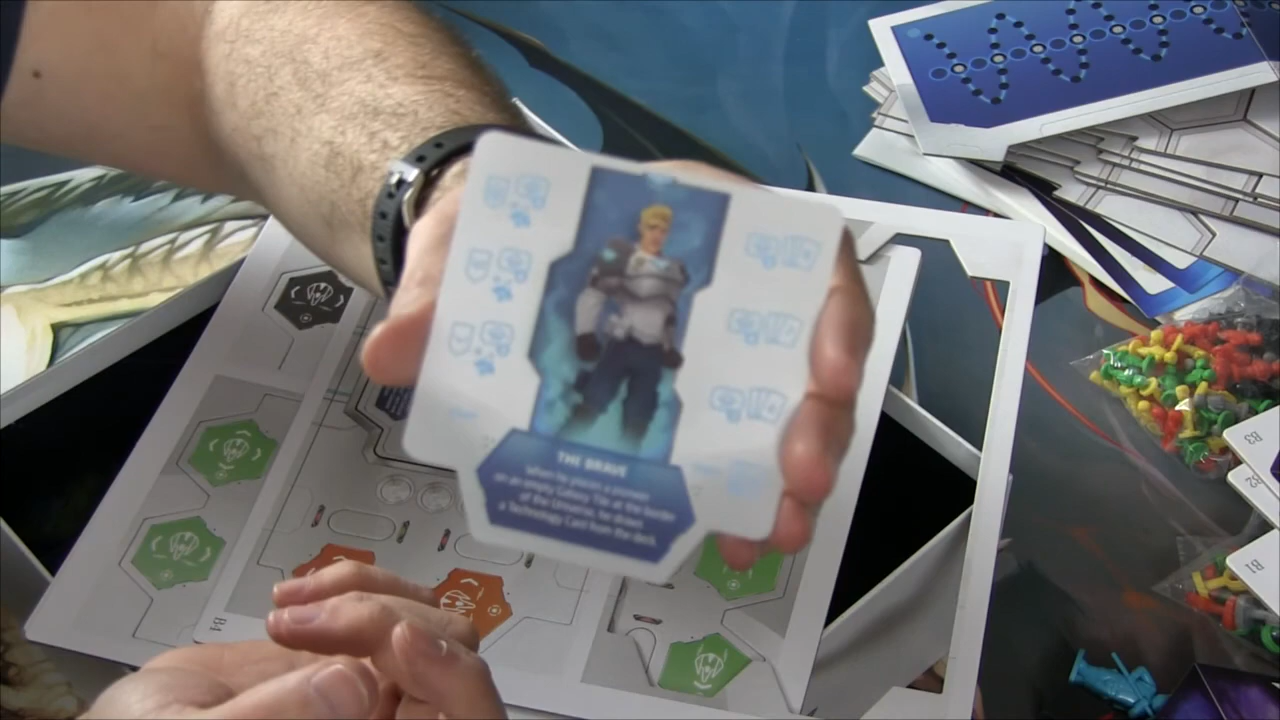 THE BRAVE
When he places a pioneer
on an empty Galaxy Tile at the border
of the Universe, he draws
a Technology Card from the deck.
B3
B2
B1
B4